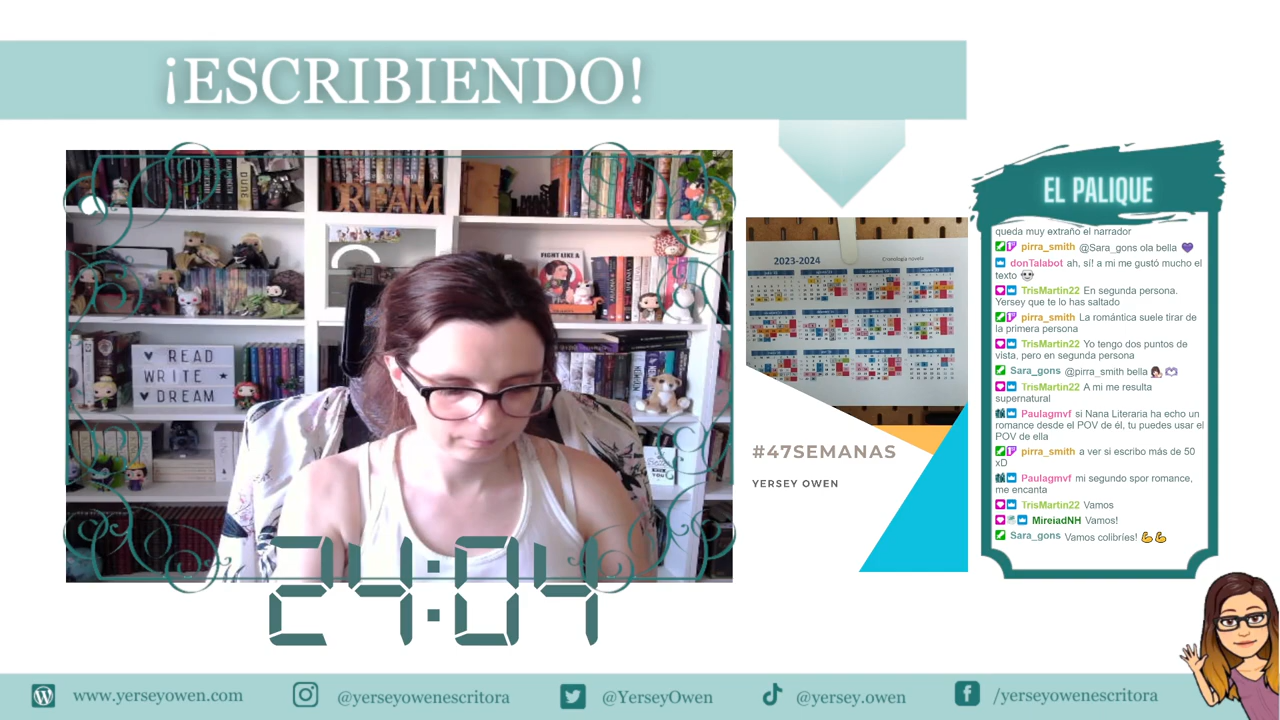 ¡ESCRIBIENDO!
DUNE
DREAM
FIGHT LIKE A
♥ READ
WRITE ★
♥ DREAM
24:04
2023-2024
Cronología novela
#47SEMANAS
YERSEY OWEN
EL PALIQUE
queda muy extraño el narrador
pirra_smith @Sara_gons ola bella 💜
donTalabot ah, sí! a mi me gustó mucho el
texto
TrisMartin22 En segunda persona.
Yersey que te lo has saltado
pirra_smith La romántica suele tirar de
la primera persona
TrisMartin22 Yo tengo dos puntos de
vista, pero en segunda persona
Sara_gons @pirra_smith bella
TrisMartin22 A mi me resulta
supernatural
Paulagmvf si Nana Literaria ha echo un
romance desde el POV de él, tu puedes usar el
POV de ella
pirra_smith a ver si escribo más de 50
xD
Paulagmvf mi segundo spor romance,
me encanta
TrisMartin22 Vamos
MireiadNH Vamos!
Sara_gons Vamos colibríes! 💪💪
www.yerseyowen.com
@yerseyowenescritora
@YerseyOwen
@yersey.owen
/yerseyowenescritora